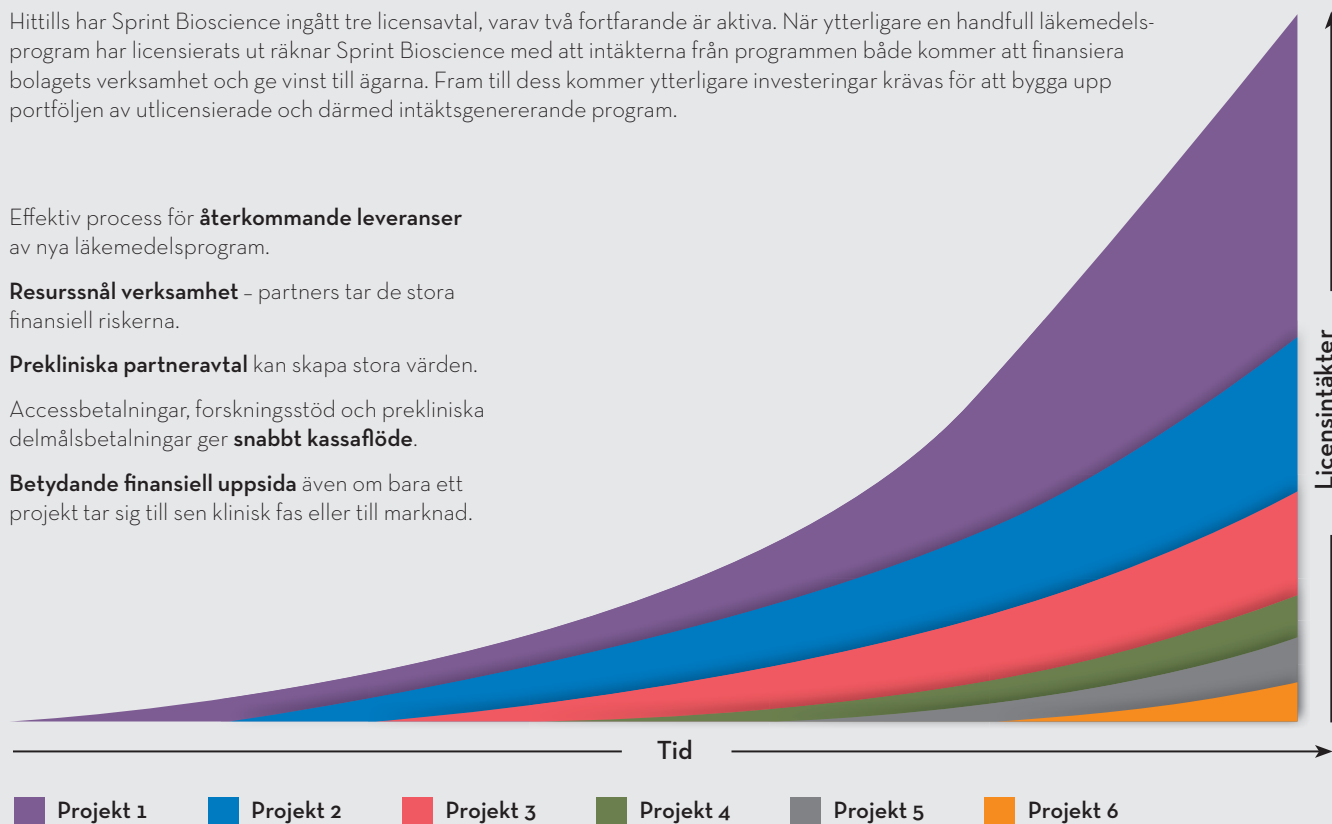 Hittills har Sprint Bioscience ingått tre licensavtal, varav två fortfarande är aktiva. När ytterligare en handfull läkemedels-
program har licensierats ut räknar Sprint Bioscience med att intäkterna från programmen både kommer att finansiera
bolagets verksamhet och ge vinst till ägarna. Fram till dess kommer ytterligare investeringar krävas för att bygga upp
portföljen av utlicensierade och därmed intäktsgenererande program.
Effektiv process för återkommande leveranser
av nya läkemedelsprogram.
Resurssnål verksamhet – partners tar de stora
finansiell riskerna.
Prekliniska partneravtal kan skapa stora värden.
Accessbetalningar, forskningsstöd och prekliniska
delmålsbetalningar ger snabbt kassaflöde.
Betydande finansiell uppsida även om bara ett
projekt tar sig till sen klinisk fas eller till marknad.
Licensintäkter
Tid
Projekt 1
Projekt 2
Projekt 3
Projekt 4
Projekt 5
Projekt 6